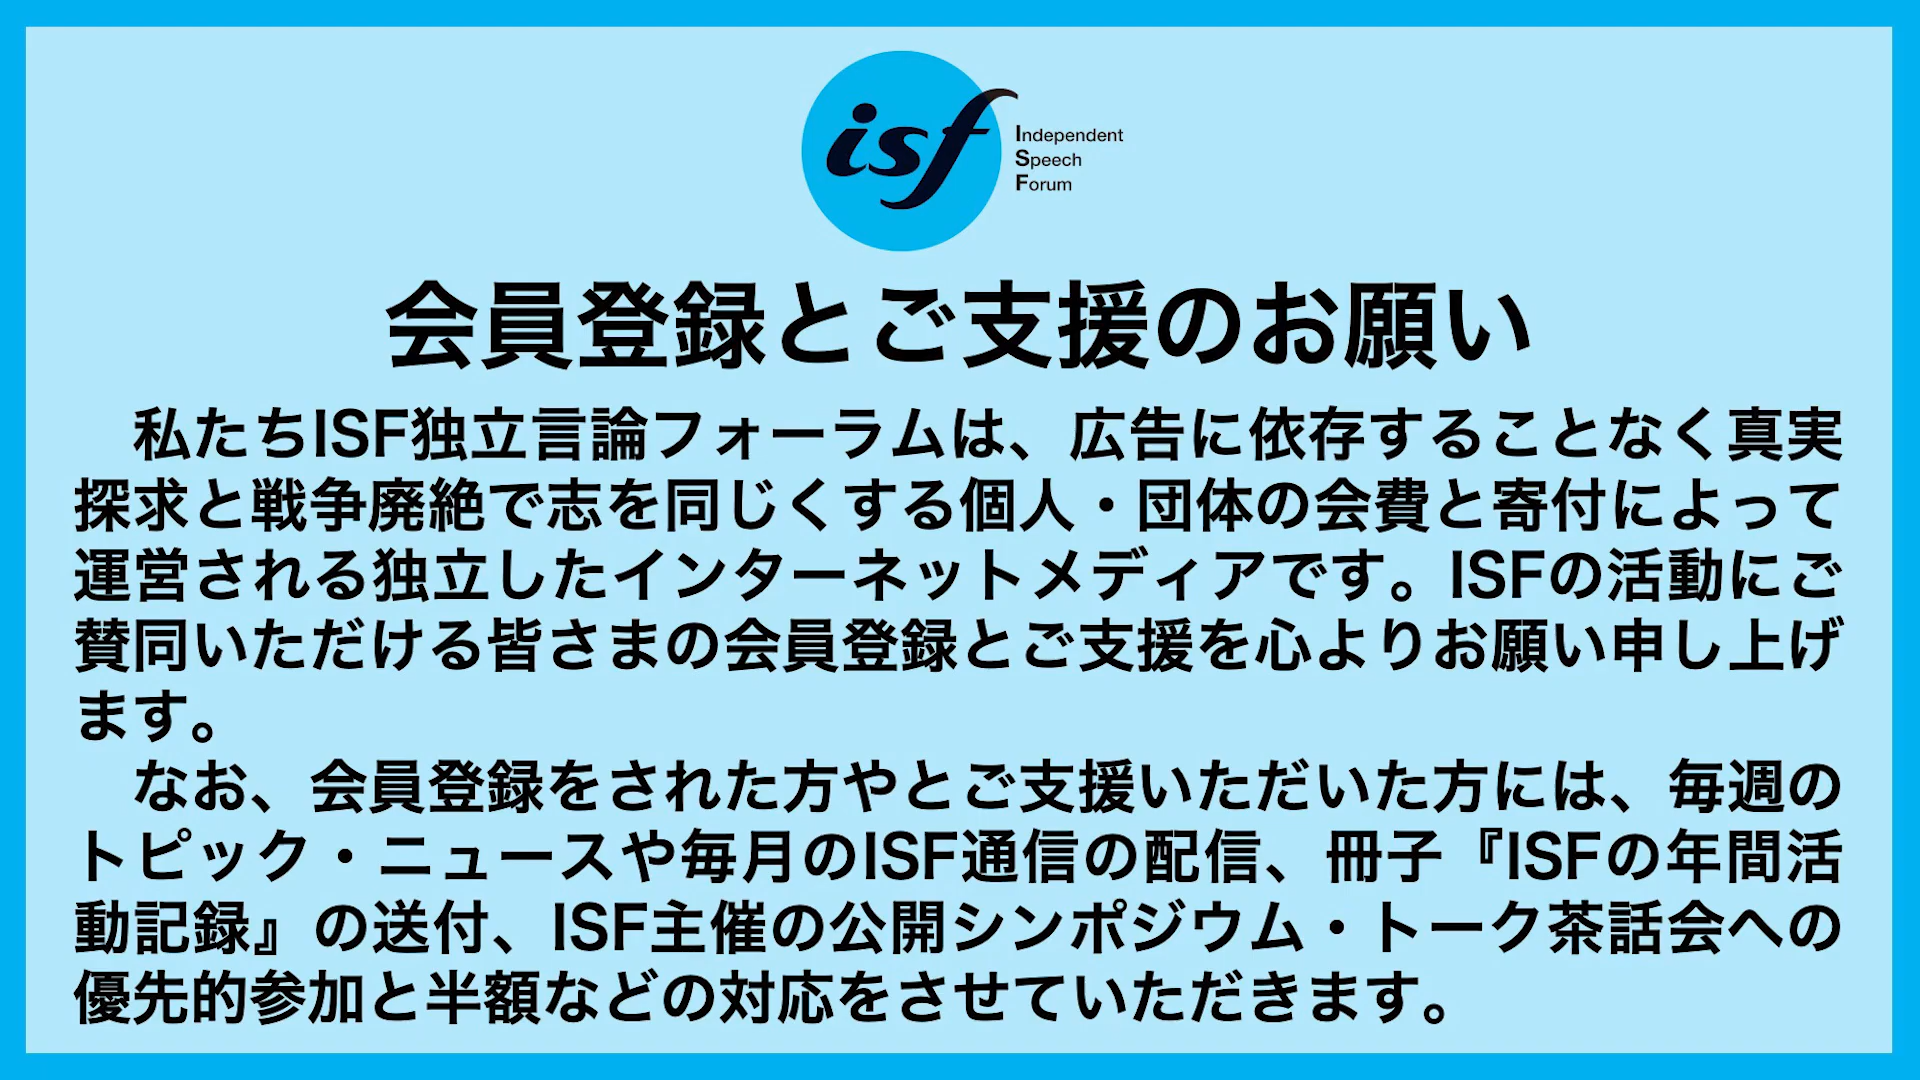 isf
Independent
Speech
Forum
会員登録とご支援のお願い
　私たちISF独立言論フォーラムは、広告に依存することなく真実
探求と戦争廃絶で志を同じくする個人・団体の会費と寄付によって
運営される独立したインターネットメディアです。ISFの活動にご
賛同いただける皆さまの会員登録とご支援を心よりお願い申し上げ
ます。
　なお、会員登録をされた方やとご支援いただいた方には、毎週の
トピック・ニュースや毎月のISF通信の配信、冊子『ISFの年間活
動記録』の送付、ISF主催の公開シンポジウム・トーク茶話会への
優先的参加と半額などの対応をさせていただきます。